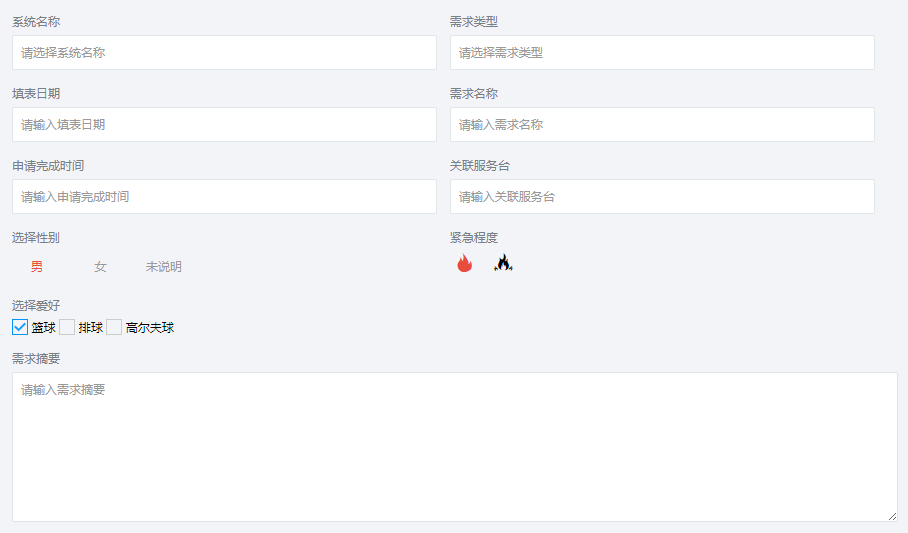 系统名称 需求类型
请选择系统名称 请选择需求类型
填表日期 需求名称
请输入填表日期 请输入需求名称
申请完成时间 关联服务台
请输入申请完成时间 请输入关联服务台
选择性别 紧急程度
男 女 未说明
选择爱好
篮球 排球 高尔夫球
需求摘要
请输入需求摘要